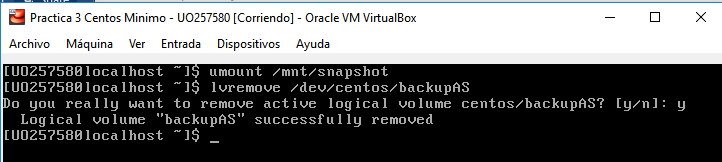 Practica 3 Centos Minimo - UO257580 [Corriendo] - Oracle VM VirtualBox
Archivo Máquina Ver Entrada Dispositivos Ayuda
[UO257580localhost ~]$ umount /mnt/snapshot
[UO257580localhost ~]$ lvremove /dev/centos/backupAS
Do you really want to remove active logical volume centos/backupAS? [y/n]: y
Logical volume "backupAS" successfully removed
[UO257580localhost ~]$ _